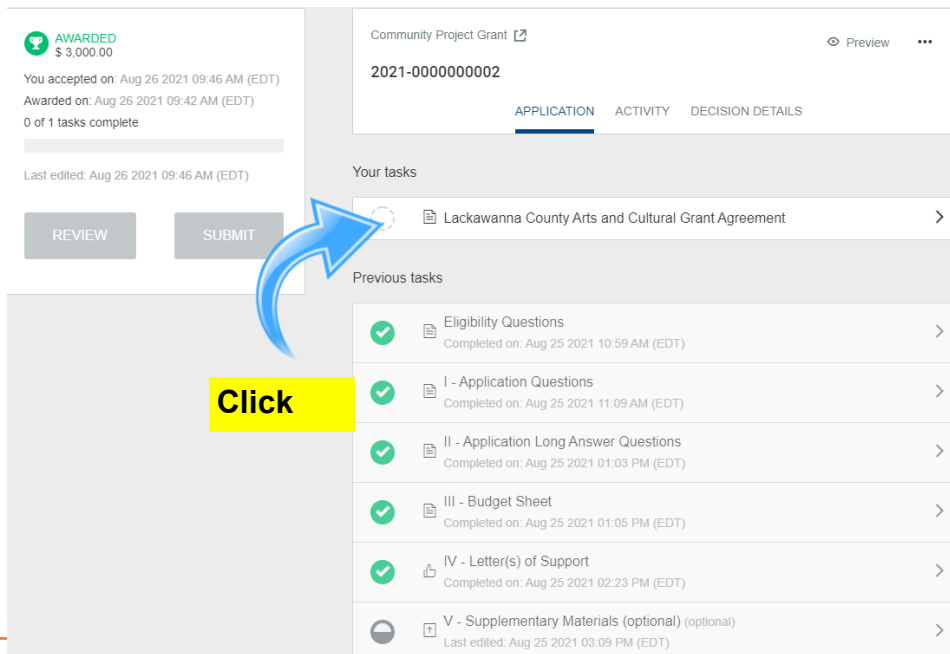 AWARDED
$ 3,000.00
You accepted on: Aug 26 2021 09:46 AM (EDT)
Awarded on: Aug 26 2021 09:42 AM (EDT)
0 of 1 tasks complete
Last edited: Aug 26 2021 09:46 AM (EDT)
REVIEW SUBMIT
Community Project Grant
Preview
2021-0000000002
APPLICATION ACTIVITY DECISION DETAILS
Your tasks
Lackawanna County Arts and Cultural Grant Agreement
Click
Previous tasks
Eligibility Questions
Completed on: Aug 25 2021 10:59 AM (EDT)
I - Application Questions
Completed on: Aug 25 2021 11:09 AM (EDT)
II - Application Long Answer Questions
Completed on: Aug 25 2021 01:03 PM (EDT)
III - Budget Sheet
Completed on: Aug 25 2021 01:05 PM (EDT)
IV - Letter(s) of Support
Completed on: Aug 25 2021 02:23 PM (EDT)
V - Supplementary Materials (optional) (optional)
Last edited: Aug 25 2021 03:09 PM (EDT)